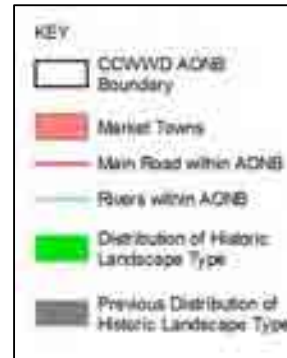 KEY
CCWWD AONB
Boundary
Market Towns
Main Road within AONB
Rivers within AONB
Distribution of Historic
Landscape Type
Previous Distribution of
Historic Landscape Type